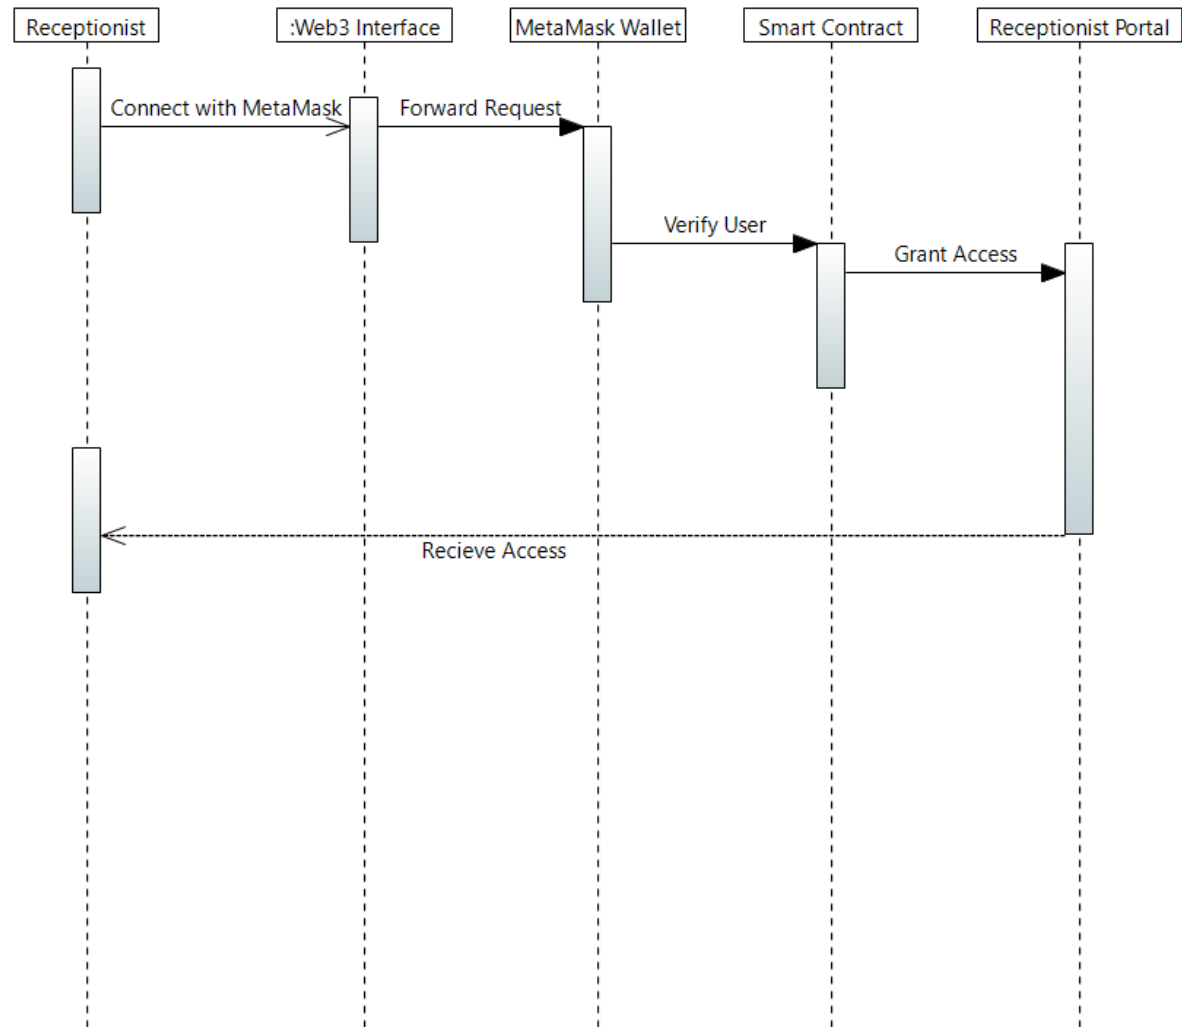 Receptionist
:Web3 Interface
MetaMask Wallet
Smart Contract
Receptionist Portal
Connect with MetaMask
Forward Request
Verify User
Grant Access
Recieve Access